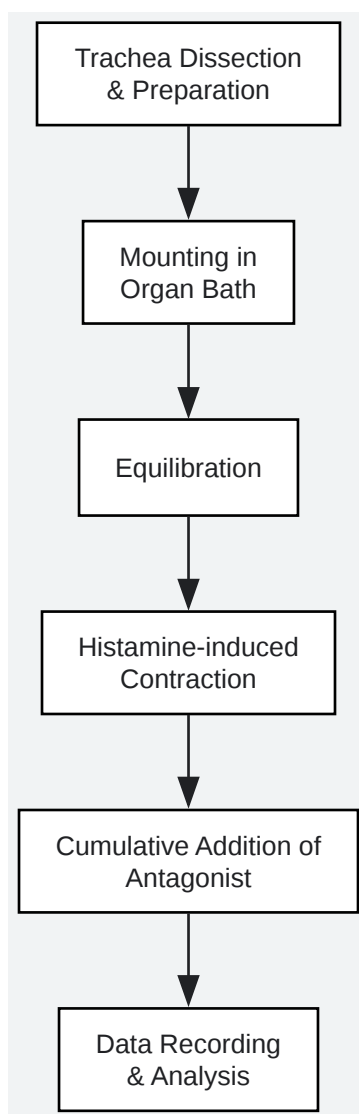 Trachea Dissection
& Preparation
Mounting in
Organ Bath
Equilibration
Histamine-induced
Contraction
Cumulative Addition of
Antagonist
Data Recording
& Analysis